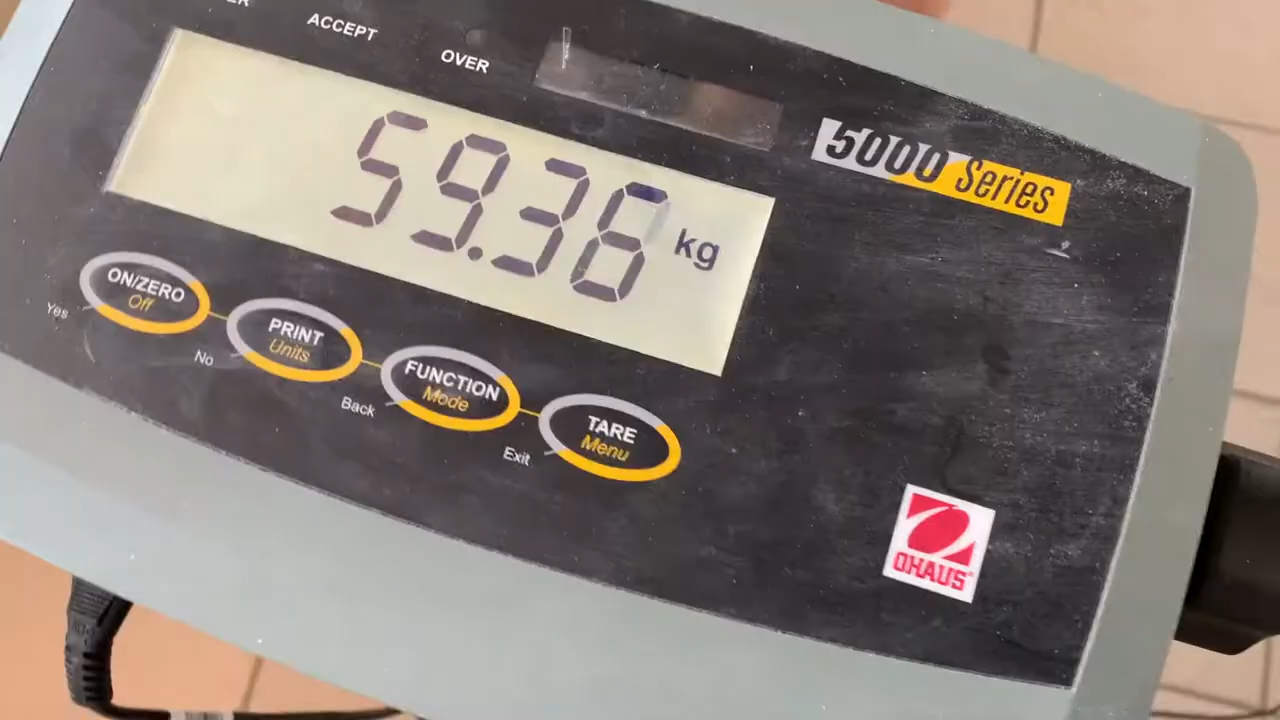 ER ACCEPT OVER
5000 Series
59.36 kg
ON/ZERO
Off
Yes
PRINT
Units
No
FUNCTION
Mode
Back
TARE
Menu
Exit
OHAUS®